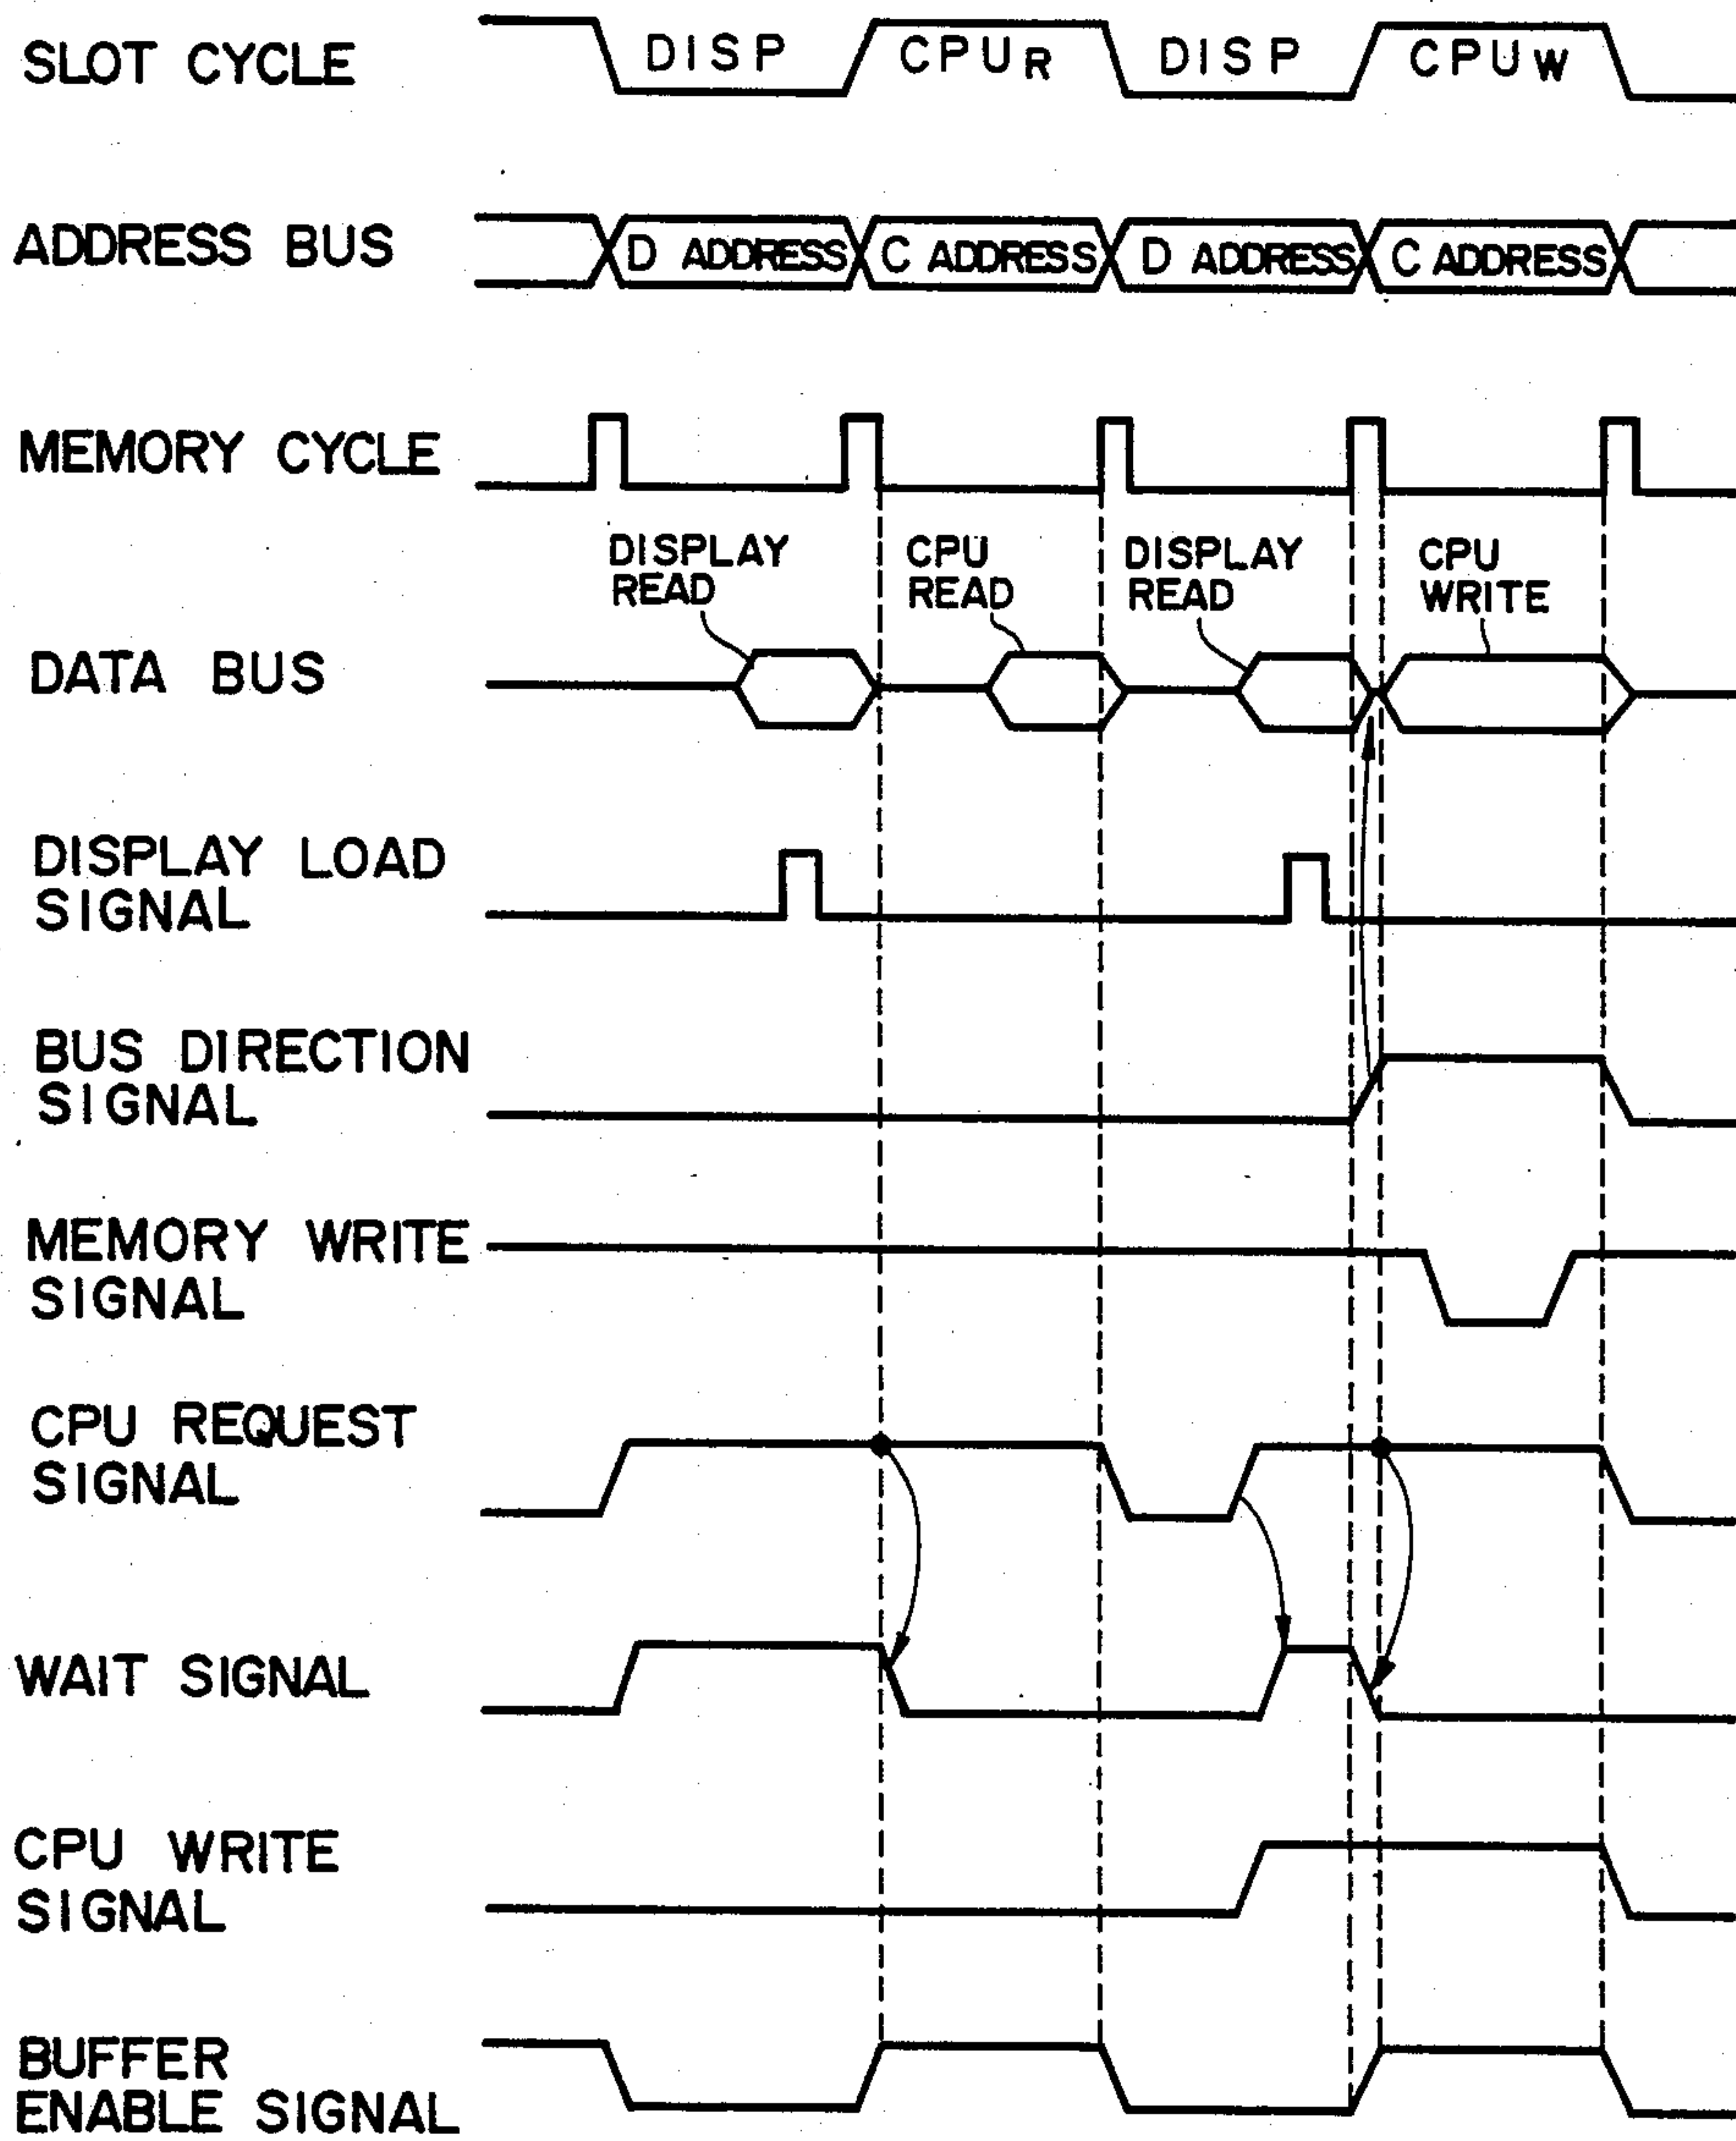 SLOT CYCLE
DISP
CPUR
DISP
CPUW
ADDRESS BUS
D ADDRESS
C ADDRESS
D ADDRESS
C ADDRESS
MEMORY CYCLE
DISPLAY
READ
CPU
READ
DISPLAY
READ
CPU
WRITE
DATA BUS
DISPLAY LOAD
SIGNAL
BUS DIRECTION
SIGNAL
MEMORY WRITE
SIGNAL
CPU REQUEST
SIGNAL
WAIT SIGNAL
CPU WRITE
SIGNAL
BUFFER
ENABLE SIGNAL